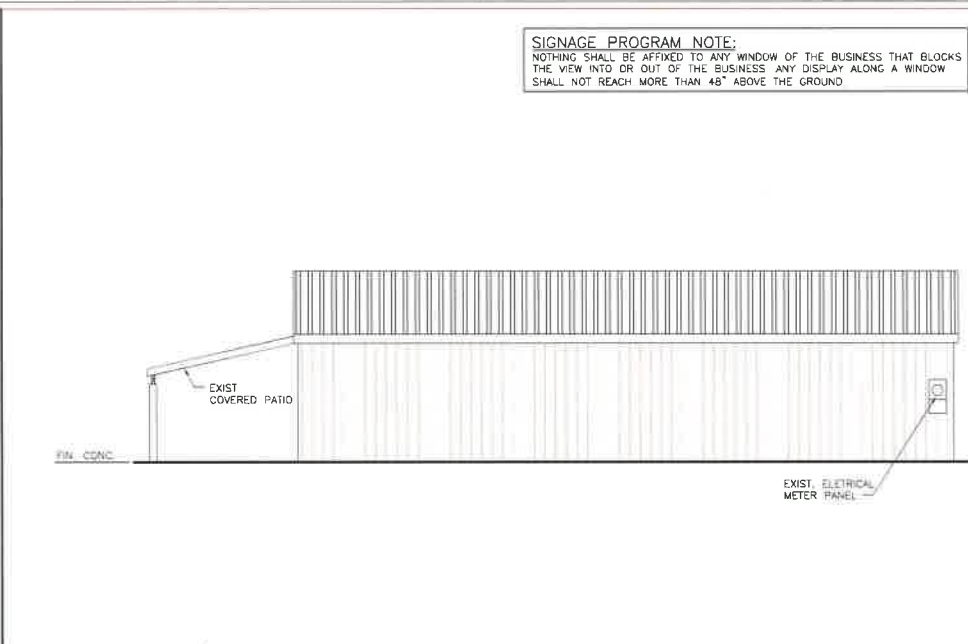 SIGNAGE PROGRAM NOTE:
NOTHING SHALL BE AFFIXED TO ANY WINDOW OF THE BUSINESS THAT BLOCKS
THE VIEW INTO OR OUT OF THE BUSINESS ANY DISPLAY ALONG A WINDOW
SHALL NOT REACH MORE THAN 48" ABOVE THE GROUND
EXIST
COVERED PATIO
FIN. CONC.
EXIST. ELETRICAL
METER PANEL